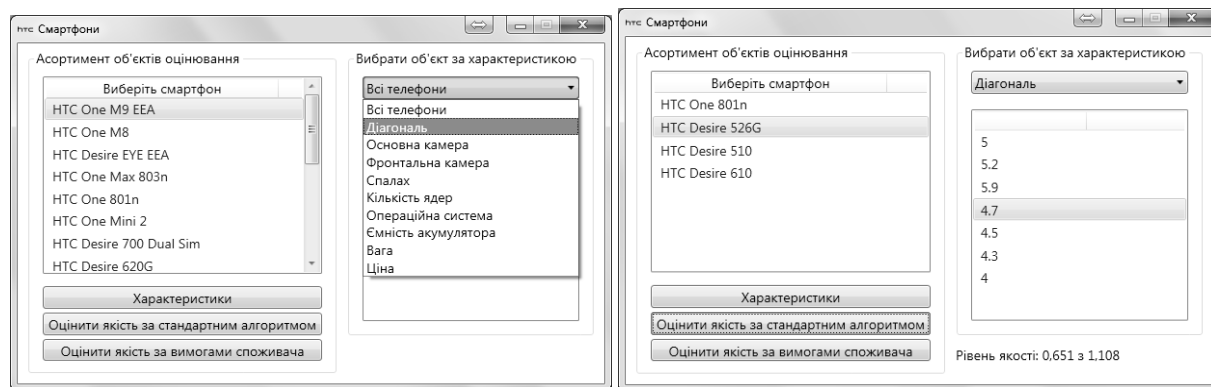 hTC Смартфони
Асортимент об'єктів оцінювання
Виберіть смартфон
HTC One M9 EEA
HTC One M8
HTC Desire EYE EEA
HTC One Max 803n
HTC One 801n
HTC One Mini 2
HTC Desire 700 Dual Sim
HTC Desire 620G
Характеристики
Оцінити якість за стандартним алгоритмом
Оцінити якість за вимогами споживача
Вибрати об'єкт за характеристикою
Всі телефони
Всі телефони
Діагональ
Основна камера
Фронтальна камера
Спалах
Кількість ядер
Операційна система
Ємність акумулятора
Вага
Ціна
hTC Смартфони
Асортимент об'єктів оцінювання
Виберіть смартфон
HTC One 801n
HTC Desire 526G
HTC Desire 510
HTC Desire 610
Характеристики
Оцінити якість за стандартним алгоритмом
Оцінити якість за вимогами споживача
Вибрати об'єкт за характеристикою
Діагональ
5
5.2
5.9
4.7
4.5
4.3
4
Рівень якості: 0,651 з 1,108